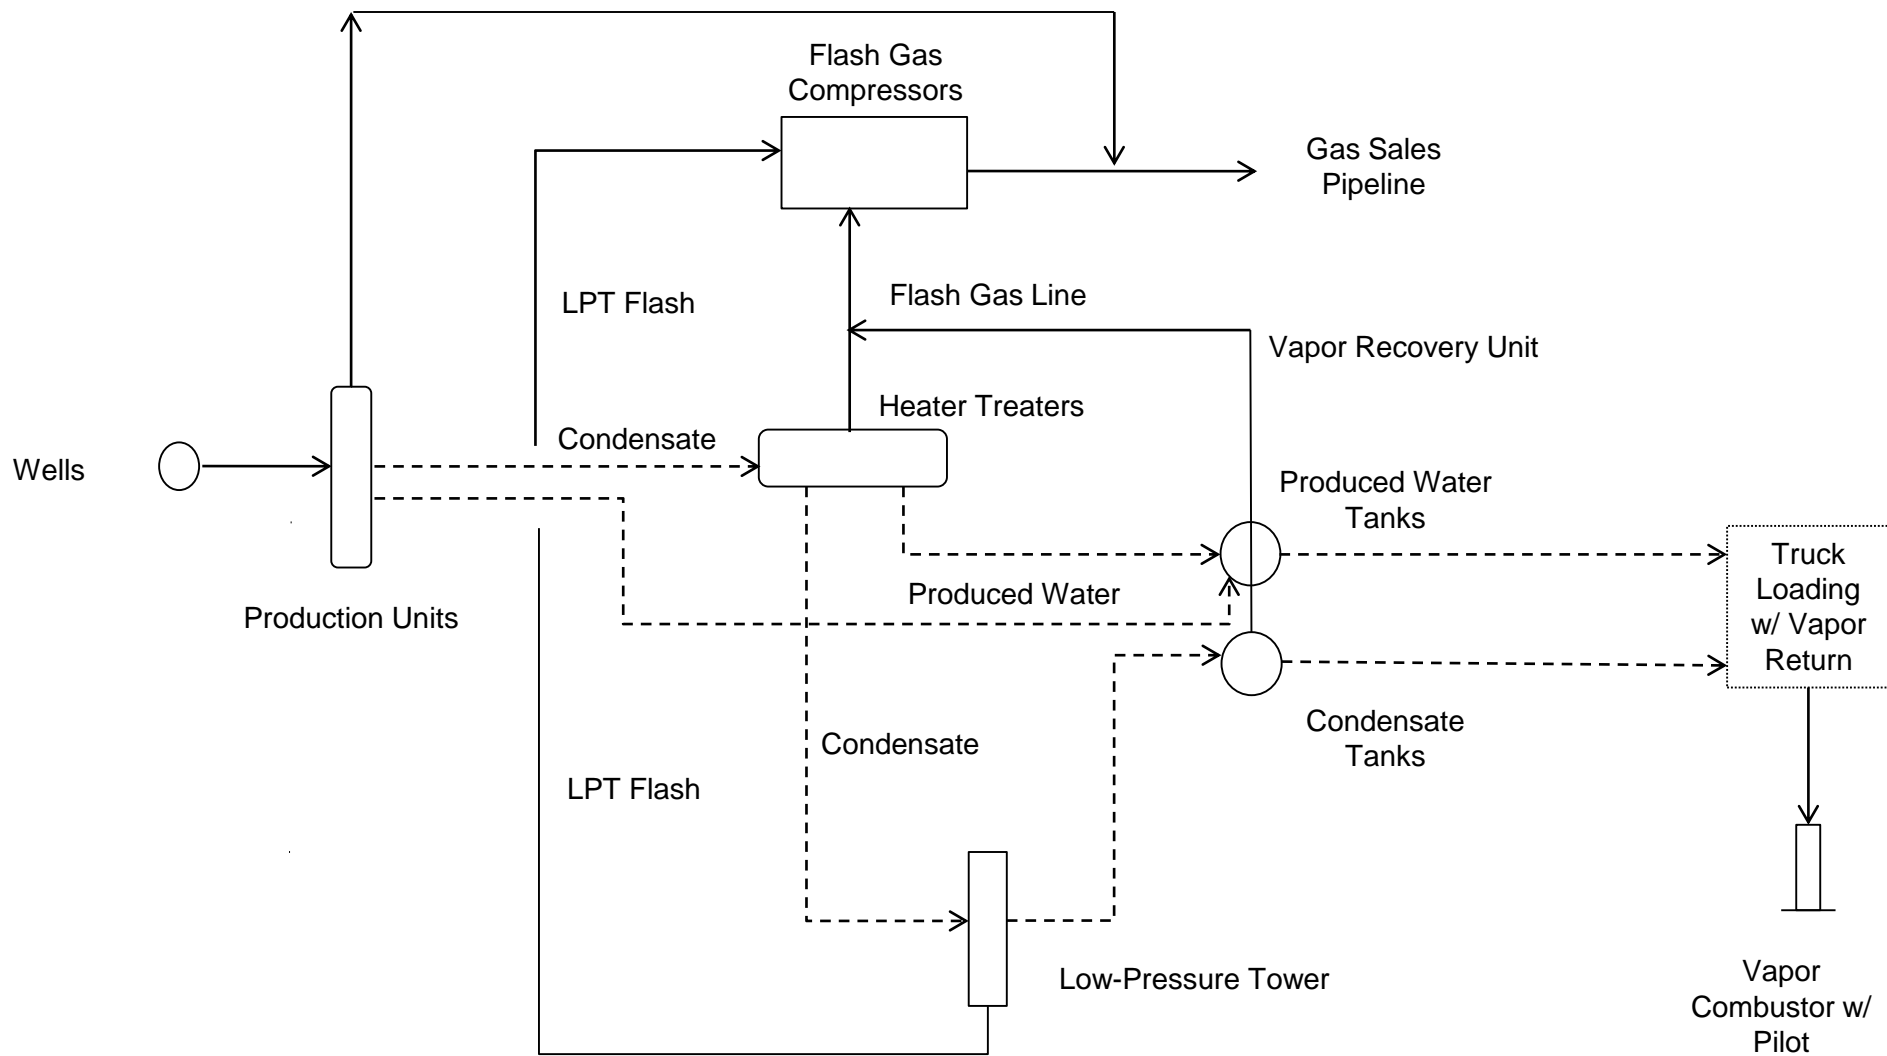 Flash Gas
Compressors
Gas Sales
Pipeline
LPT Flash
Flash Gas Line
Vapor Recovery Unit
Heater Treaters
Condensate
Wells
Produced Water
Tanks
Truck
Loading
w/ Vapor
Return
Produced Water
Production Units
Condensate
Condensate
Tanks
LPT Flash
Low-Pressure Tower
Vapor
Combustor w/
Pilot